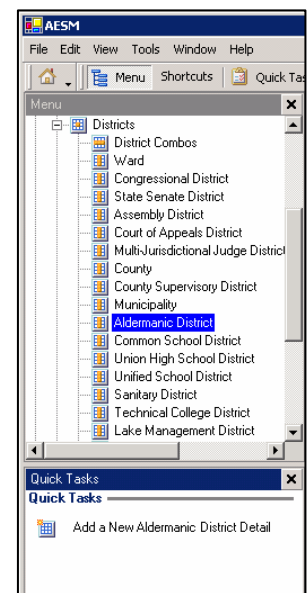 AESM
File Edit View Tools Window Help
Menu Shortcuts Quick Tas
Menu
Districts
District Combos
Ward
Congressional District
State Senate District
Assembly District
Court of Appeals District
Multi-Jurisdictional Judge District
County
County Supervisory District
Municipality
Aldermanic District
Common School District
Union High School District
Unified School District
Sanitary District
Technical College District
Lake Management District
Quick Tasks
Quick Tasks
Add a New Aldermanic District Detail